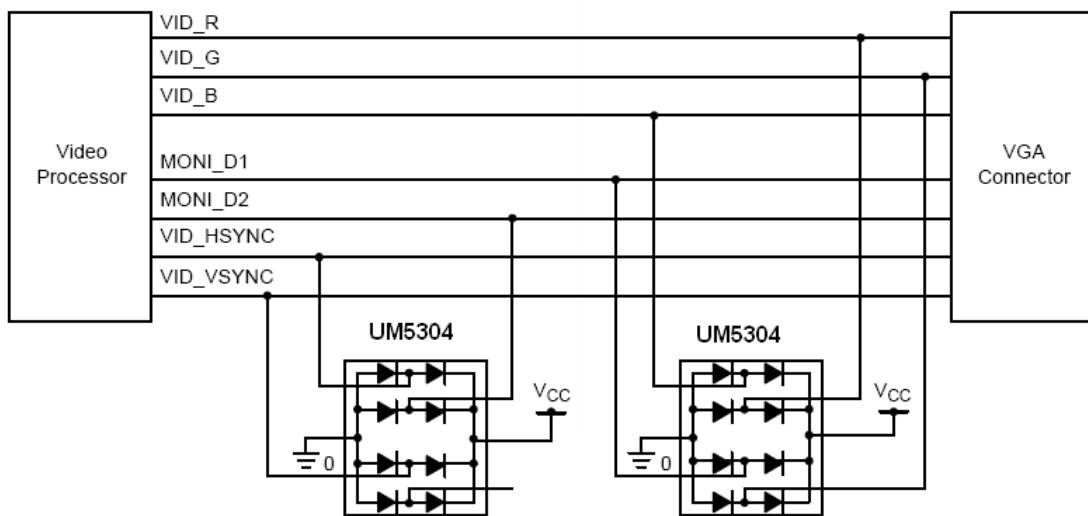 VID_R
VID_G
VID_B
Video
Processor
MONI_D1
VGA
Connector
MONI_D2
VID_HSYNC
VID_VSYNC
UM5304
UM5304
VCC
VCC
0
0